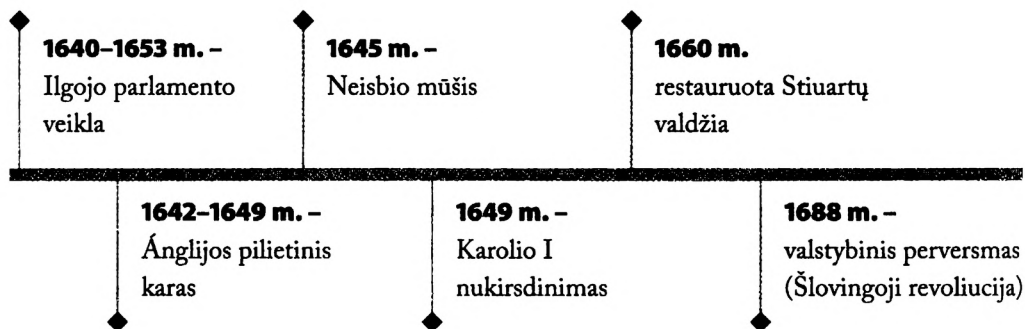 1640–1653 m. –
Ilgojo parlamento
veikla
1645 m. –
Neisbio mūšis
1660 m.
restauruota Stiuartų
valdžia
1642–1649 m. –
Ánglijos pilietinis
karas
1649 m. –
Karolio I
nukirsdinimas
1688 m. –
valstybinis perversmas
(Šlovingoji revoliucija)